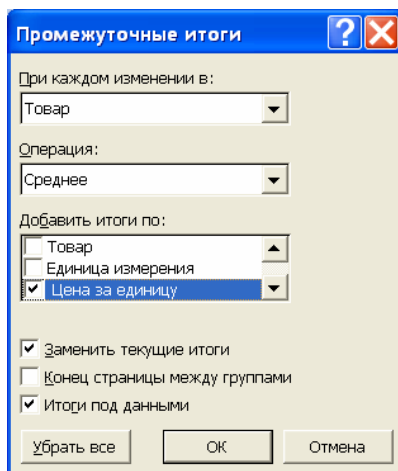 Промежуточные итоги
При каждом изменении в:
Товар
Операция:
Среднее
Добавить итоги по:
Товар
Единица измерения
Цена за единицу
Заменить текущие итоги
Конец страницы между группами
Итоги под данными
Убрать все ОК Отмена